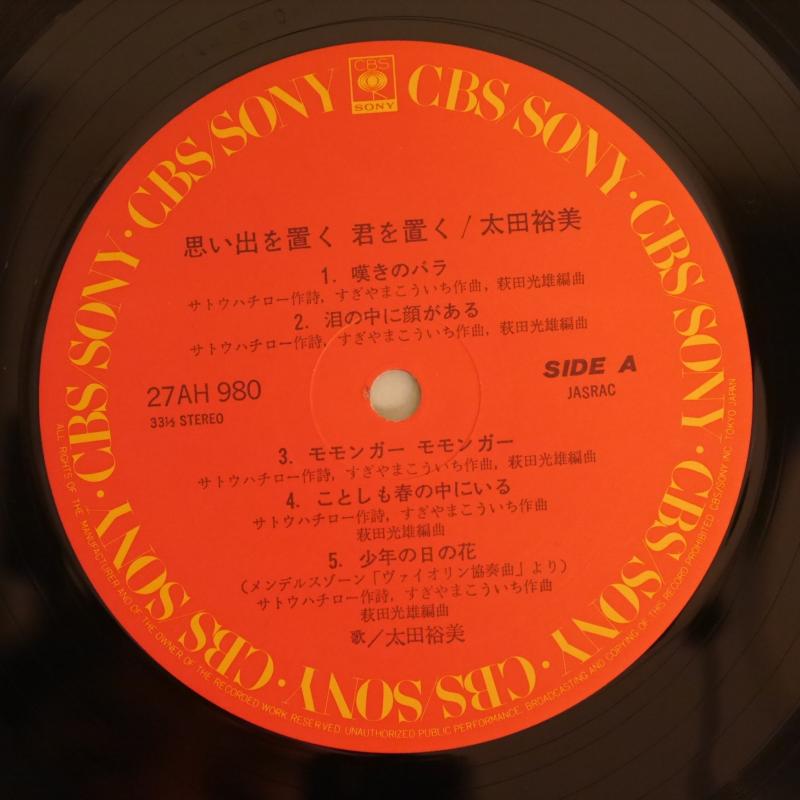 CBS
SONY
CBS/SONY · CBS/SONY · CBS/SONY · CBS/SONY · CBS/SONY · CBS/SONY · CBS/SONY · CBS/SONY · CBS/SONY · CBS/SONY
思い出を置く 君を置く/太田裕美
1. 嘆きのバラ
サトウハチロー作詩, すぎやまこういち作曲, 萩田光雄編曲
2. 泪の中に顔がある
サトウハチロー作詩, すぎやまこういち作曲, 萩田光雄編曲
27AH 980
33⅓ STEREO
SIDE A
JASRAC
3. モモンガー モモンガー
サトウハチロー作詩, すぎやまこういち作曲, 萩田光雄編曲
4. ことしも春の中にいる
サトウハチロー作詩, すぎやまこういち作曲
萩田光雄編曲
5. 少年の日の花
(メンデルスゾーン「ヴァイオリン協奏曲」より)
サトウハチロー作詩, すぎやまこういち作曲
萩田光雄編曲
歌/太田裕美
ALL RIGHTS OF THE MANUFACTURER AND OF THE OWNER OF THE RECORDED WORK RESERVED. UNAUTHORIZED PUBLIC PERFORMANCE, BROADCASTING AND COPYING OF THIS RECORD PROHIBITED CBS/SONY INC. TOKYO JAPAN